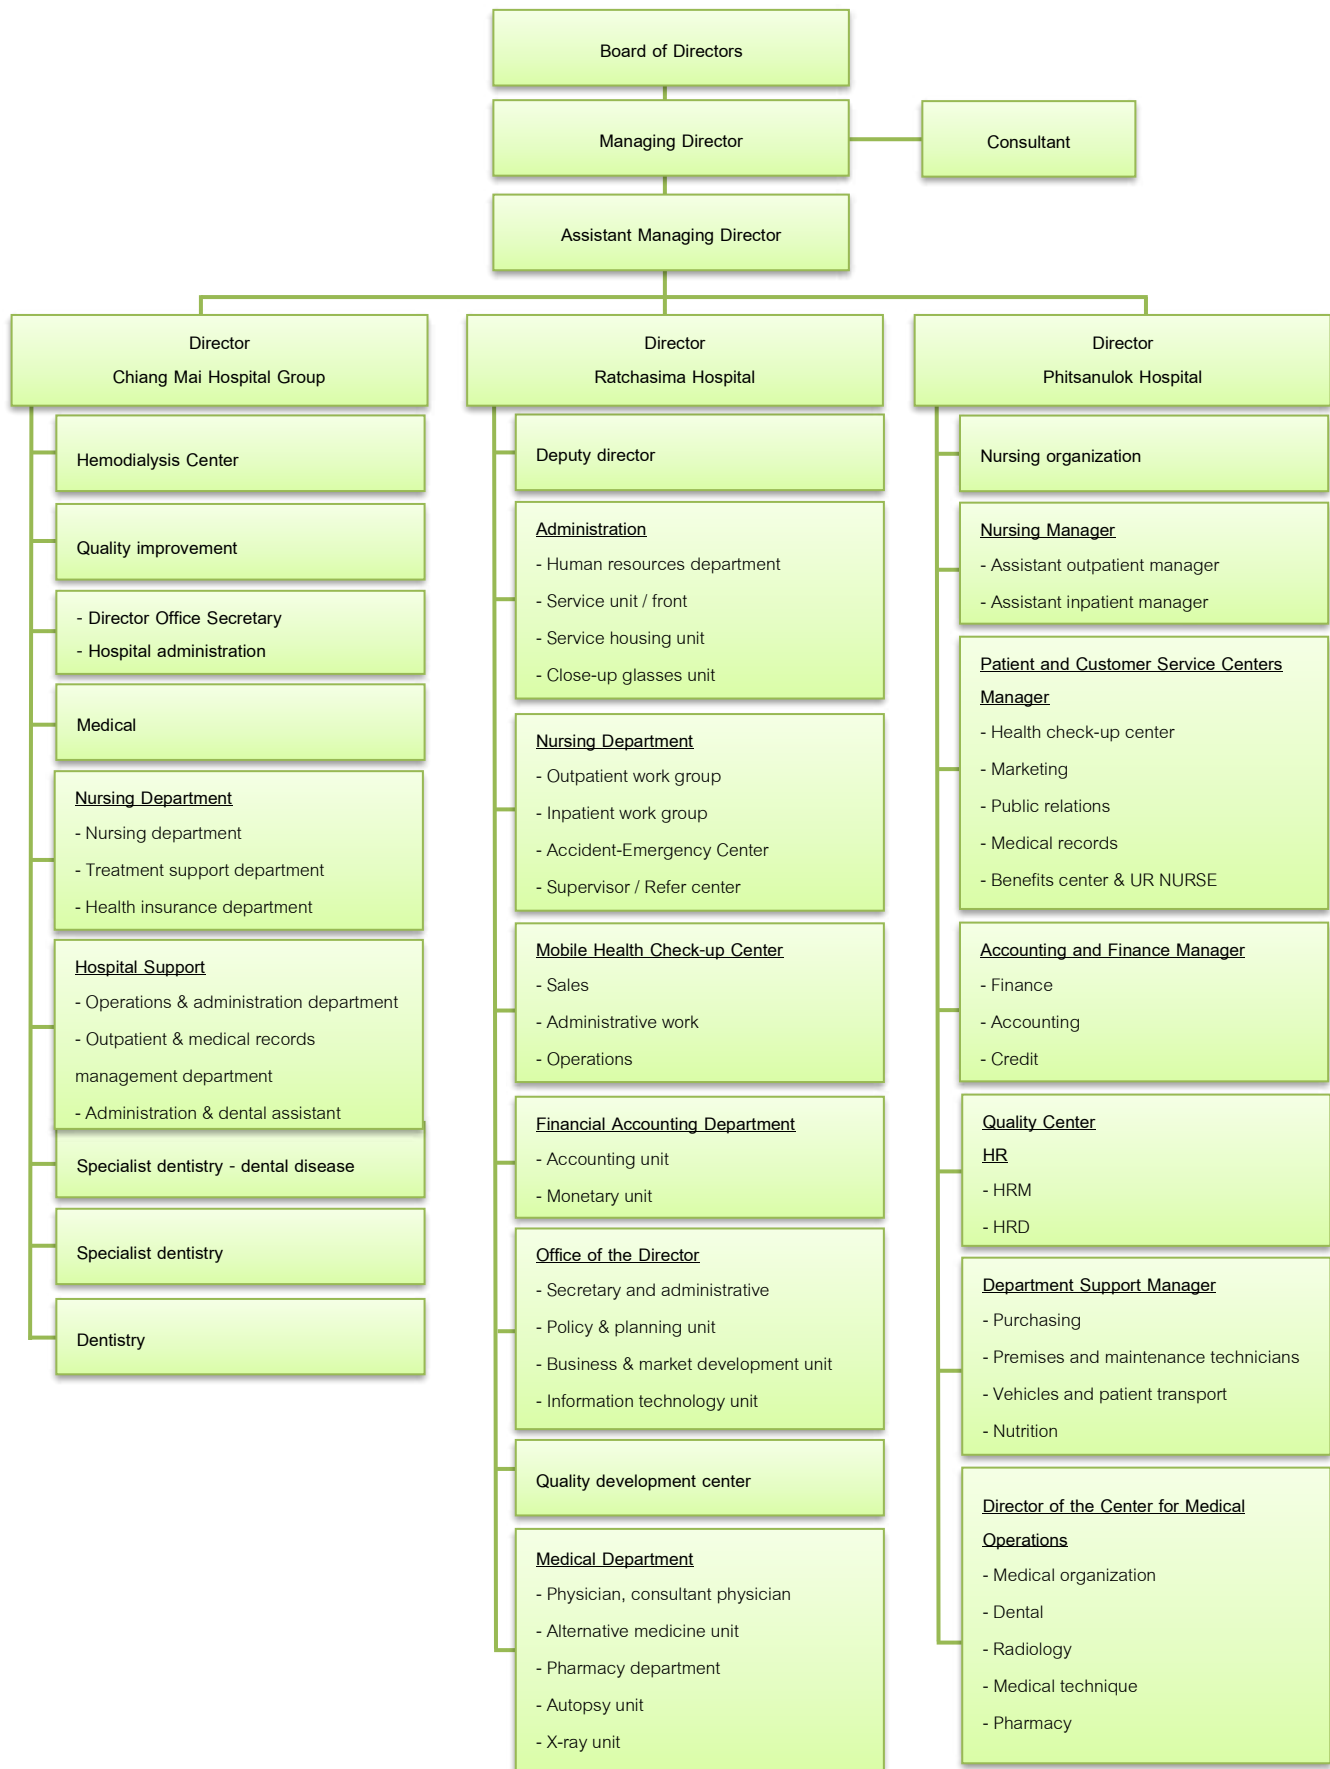 Board of Directors
Managing Director
Consultant
Assistant Managing Director
Director
Chiang Mai Hospital Group
Hemodialysis Center
Quality improvement
- Director Office Secretary
- Hospital administration
Medical
Nursing Department
- Nursing department
- Treatment support department
- Health insurance department
Hospital Support
- Operations & administration department
- Outpatient & medical records
management department
- Administration & dental assistant
Specialist dentistry - dental disease
Specialist dentistry
Dentistry
Director
Ratchasima Hospital
Deputy director
Administration
- Human resources department
- Service unit / front
- Service housing unit
- Close-up glasses unit
Nursing Department
- Outpatient work group
- Inpatient work group
- Accident-Emergency Center
- Supervisor / Refer center
Mobile Health Check-up Center
- Sales
- Administrative work
- Operations
Financial Accounting Department
- Accounting unit
- Monetary unit
Office of the Director
- Secretary and administrative
- Policy & planning unit
- Business & market development unit
- Information technology unit
Quality development center
Medical Department
- Physician, consultant physician
- Alternative medicine unit
- Pharmacy department
- Autopsy unit
- X-ray unit
Director
Phitsanulok Hospital
Nursing organization
Nursing Manager
- Assistant outpatient manager
- Assistant inpatient manager
Patient and Customer Service Centers
Manager
- Health check-up center
- Marketing
- Public relations
- Medical records
- Benefits center & UR NURSE
Accounting and Finance Manager
- Finance
- Accounting
- Credit
Quality Center
HR
- HRM
- HRD
Department Support Manager
- Purchasing
- Premises and maintenance technicians
- Vehicles and patient transport
- Nutrition
Director of the Center for Medical
Operations
- Medical organization
- Dental
- Radiology
- Medical technique
- Pharmacy